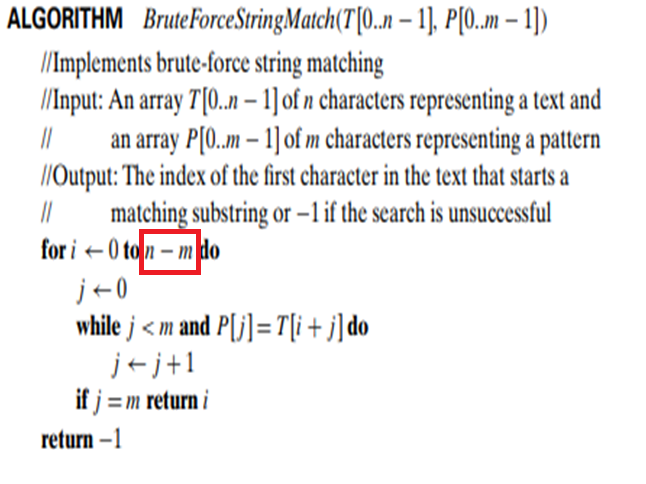 ALGORITHM BruteForceStringMatch(T[0..n − 1], P[0..m − 1])
//Implements brute-force string matching
//Input: An array T[0..n − 1] of n characters representing a text and
// an array P[0..m − 1] of m characters representing a pattern
//Output: The index of the first character in the text that starts a
// matching substring or −1 if the search is unsuccessful
for i ← 0 to n − m do
j ← 0
while j < m and P[j] = T[i + j] do
j ← j + 1
if j = m return i
return −1